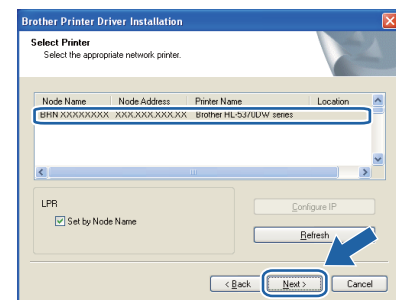 Brother Printer Driver Installation
Select Printer
Select the appropriate network printer.
Node Name Node Address Printer Name Location
BRN XXXXXXXX XXX.XXX.XXX.XX Brother HL-5370DW series
LPR
Set by Node Name
Configure IP
Refresh
< Back Next > Cancel